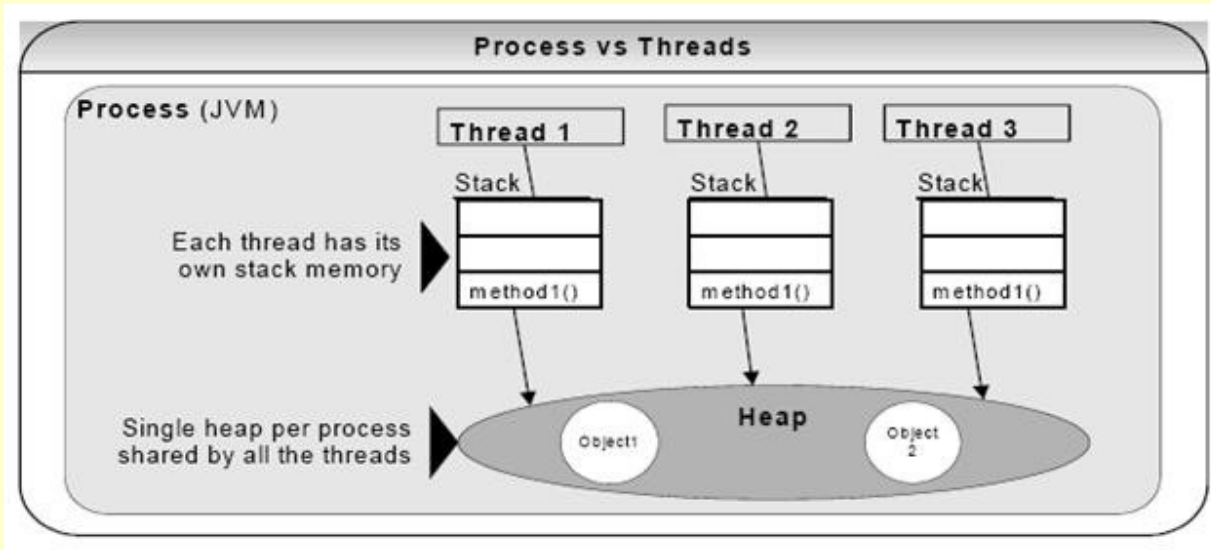 Process vs Threads
Process (JVM)
Thread 1
Thread 2
Thread 3
Stack
Stack
Stack
Each thread has its
own stack memory
method1()
method1()
method1()
Heap
Single heap per process
shared by all the threads
Object1
Object
2